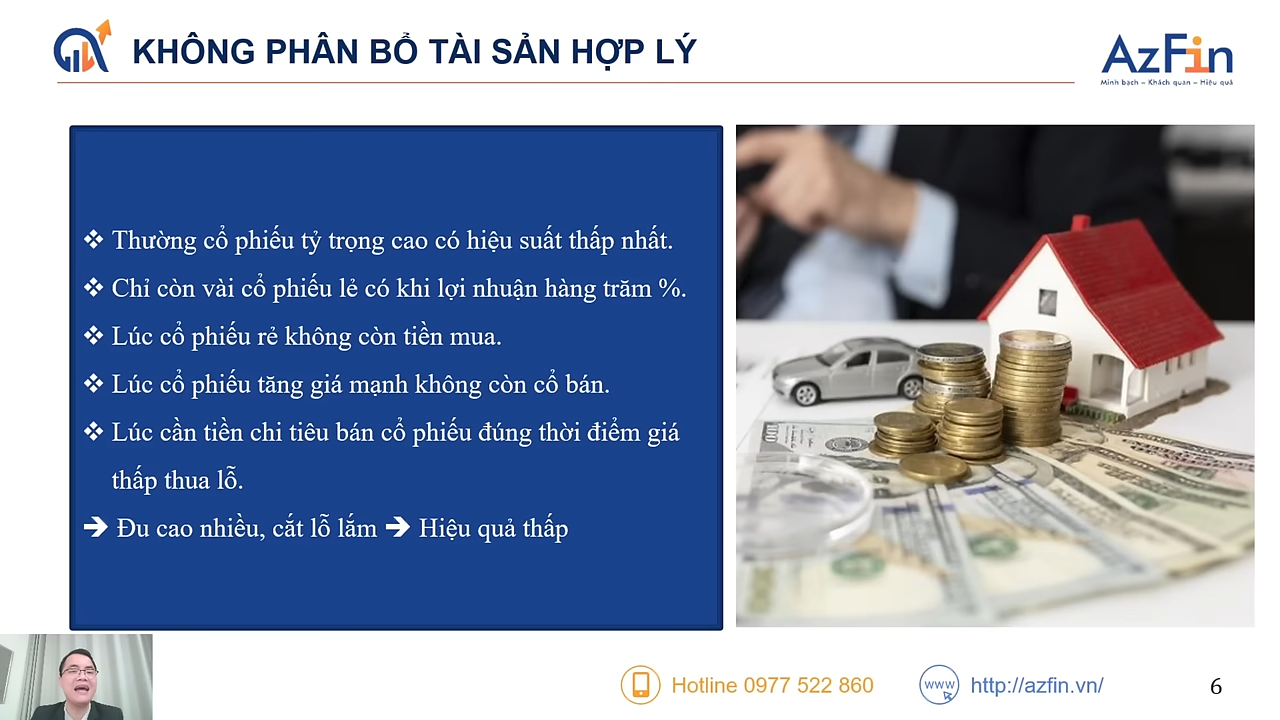 KHÔNG PHÂN BỔ TÀI SẢN HỢP LÝ
AzFin
Minh bạch – Khách quan – Hiệu quả
❖ Thường cổ phiếu tỷ trọng cao có hiệu suất thấp nhất.
❖ Chỉ còn vài cổ phiếu lẻ có khi lợi nhuận hàng trăm %.
❖ Lúc cổ phiếu rẻ không còn tiền mua.
❖ Lúc cổ phiếu tăng giá mạnh không còn cổ bán.
❖ Lúc cần tiền chi tiêu bán cổ phiếu đúng thời điểm giá
thấp thua lỗ.
➔ Đu cao nhiều, cắt lỗ lắm ➔ Hiệu quả thấp
100
Hotline 0977 522 860
www
http://azfin.vn/
6